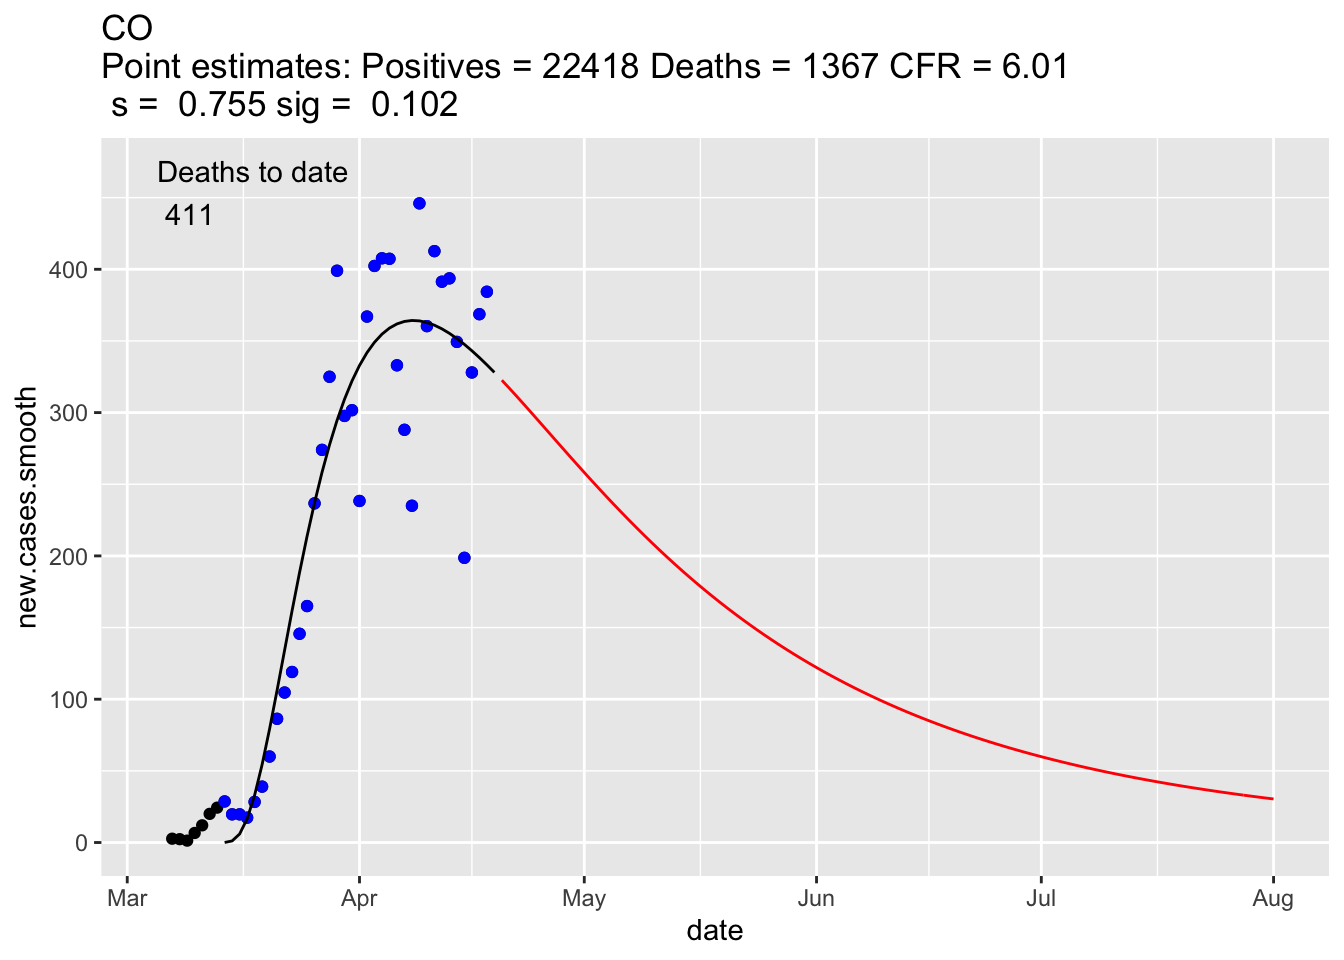 CO
Point estimates: Positives = 22418 Deaths = 1367 CFR = 6.01
s = 0.755 sig = 0.102
Deaths to date
411
400
300
200
100
0
new.cases.smooth
Mar Apr May Jun Jul Aug
date